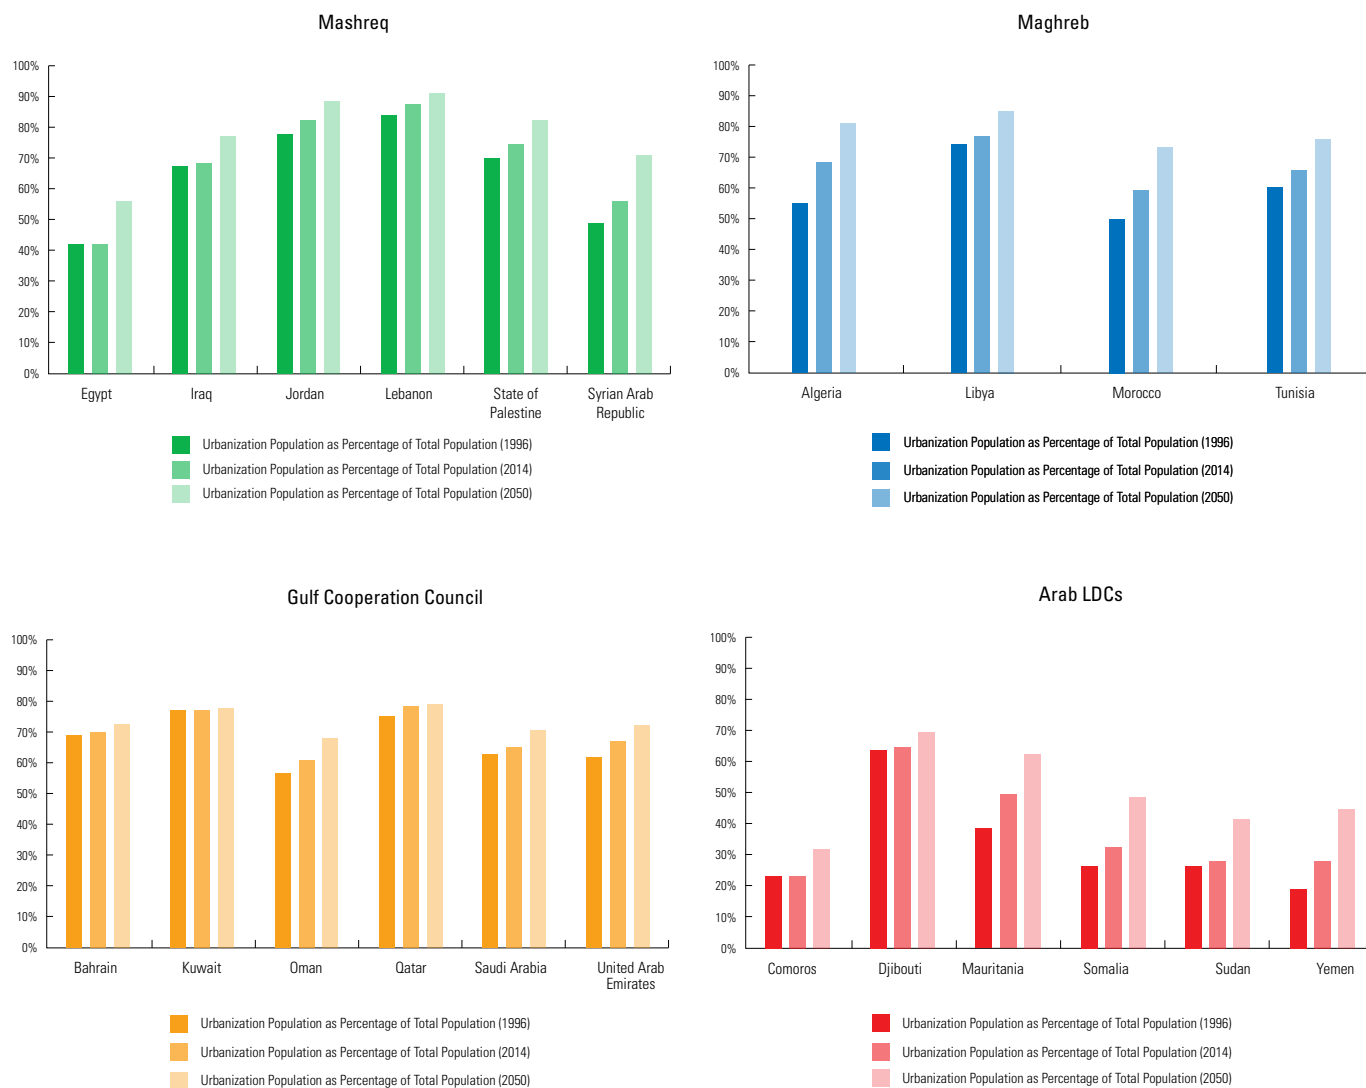 Mashreq
100%
90%
80%
70%
60%
50%
40%
30%
20%
10%
0%
Egypt
Iraq
Jordan
Lebanon
State of
Palestine
Syrian Arab
Republic
Urbanization Population as Percentage of Total Population (1996)
Urbanization Population as Percentage of Total Population (2014)
Urbanization Population as Percentage of Total Population (2050)
Maghreb
100%
90%
80%
70%
60%
50%
40%
30%
20%
10%
0%
Algeria
Libya
Morocco
Tunisia
Urbanization Population as Percentage of Total Population (1996)
Urbanization Population as Percentage of Total Population (2014)
Urbanization Population as Percentage of Total Population (2050)
Gulf Cooperation Council
100%
90%
80%
70%
60%
50%
40%
30%
20%
10%
0%
Bahrain
Kuwait
Oman
Qatar
Saudi Arabia
United Arab
Emirates
Urbanization Population as Percentage of Total Population (1996)
Urbanization Population as Percentage of Total Population (2014)
Urbanization Population as Percentage of Total Population (2050)
Arab LDCs
100%
90%
80%
70%
60%
50%
40%
30%
20%
10%
0%
Comoros
Djibouti
Mauritania
Somalia
Sudan
Yemen
Urbanization Population as Percentage of Total Population (1996)
Urbanization Population as Percentage of Total Population (2014)
Urbanization Population as Percentage of Total Population (2050)